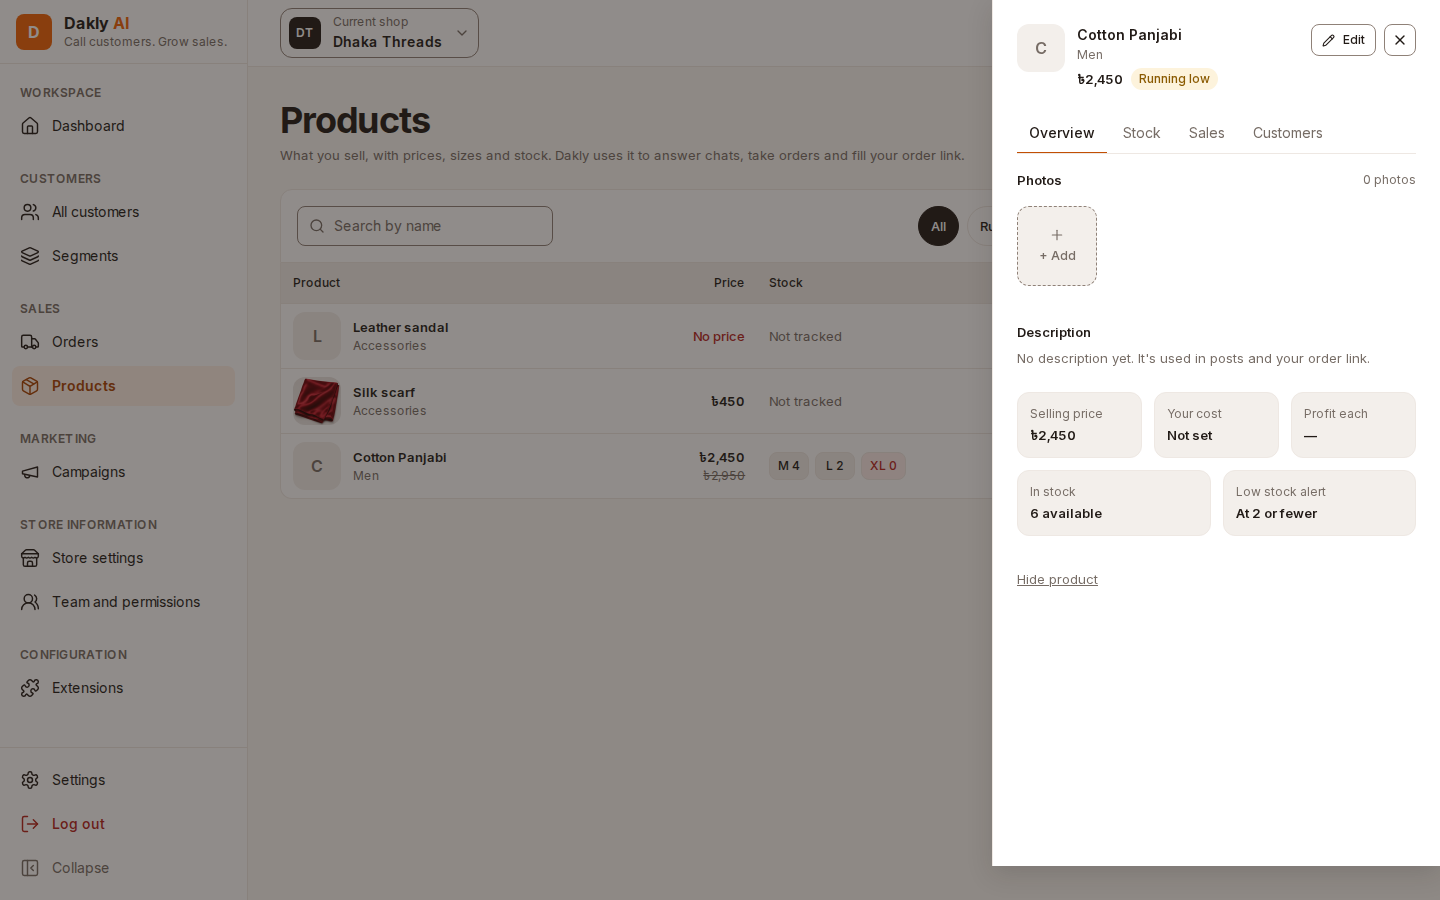 D
Dakly AI
Call customers. Grow sales.
WORKSPACE
Dashboard
CUSTOMERS
All customers
Segments
SALES
Orders
Products
MARKETING
Campaigns
STORE INFORMATION
Store settings
Team and permissions
CONFIGURATION
Extensions
Settings
Log out
Collapse
DT
Current shop
Dhaka Threads
Products
What you sell, with prices, sizes and stock. Dakly uses it to answer chats, take orders and fill your order link.
Search by name
All
Ru
Product Price Stock
L
Leather sandal
Accessories
No price
Not tracked
Silk scarf
Accessories
৳450
Not tracked
C
Cotton Panjabi
Men
৳2,450
৳2,950
M 4 L 2 XL 0
C
Cotton Panjabi
Men
৳2,450 Running low
Edit
Overview Stock Sales Customers
Photos 0 photos
+ Add
Description
No description yet. It's used in posts and your order link.
Selling price
৳2,450
Your cost
Not set
Profit each
—
In stock
6 available
Low stock alert
At 2 or fewer
Hide product